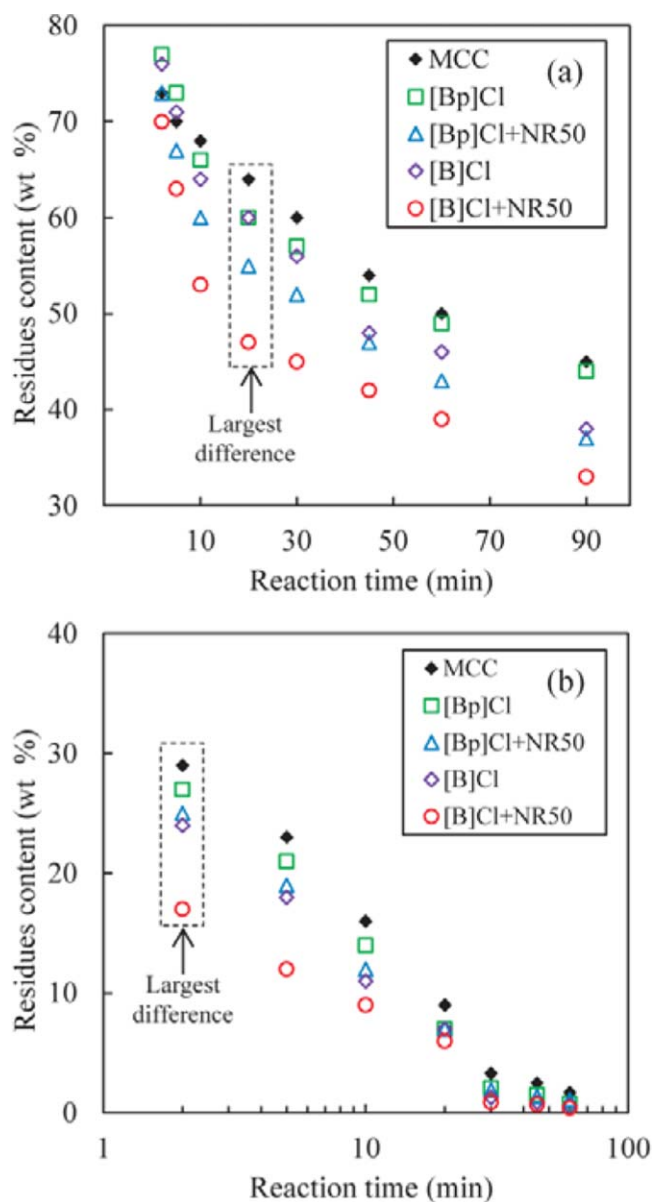 80
70
60
50
40
30
Residues content (wt %)
MCC
[Bp]Cl
[Bp]Cl+NR50
[B]Cl
[B]Cl+NR50
(a)
Largest
difference
10
30
50
70
90
Reaction time (min)
40
30
20
10
0
Residues content (wt %)
MCC
[Bp]Cl
[Bp]Cl+NR50
[B]Cl
[B]Cl+NR50
(b)
Largest
difference
1
10
100
Reaction time (min)